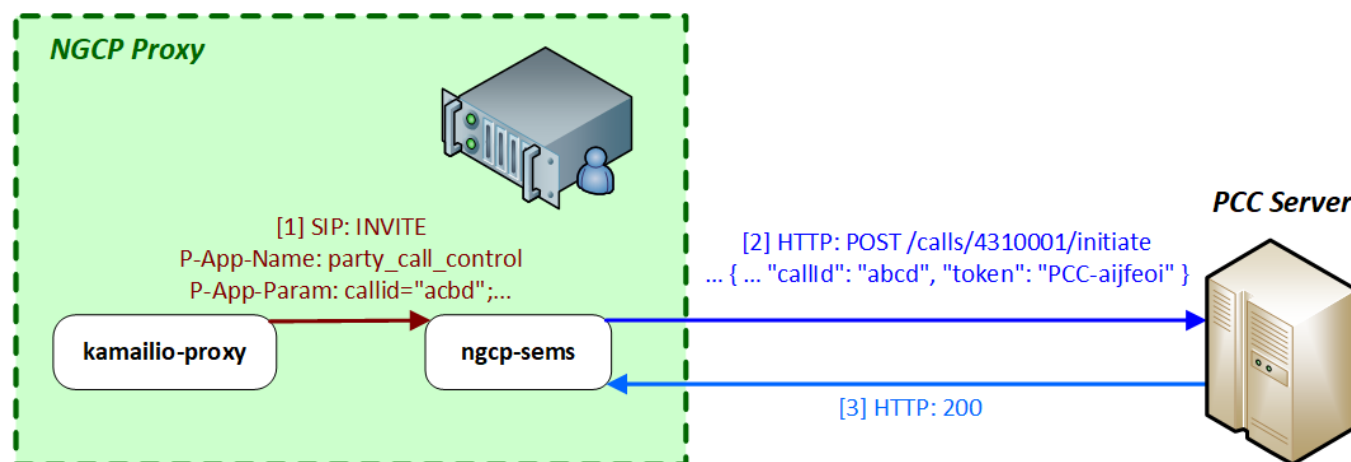 NGCP Proxy
[1] SIP: INVITE
P-App-Name: party_call_control
P-App-Param: callid="acbd";...
kamailio-proxy
ngcp-sems
PCC Server
[2] HTTP: POST /calls/4310001/initiate
... { ... "callId": "abcd", "token": "PCC-aijfeoi" }
[3] HTTP: 200